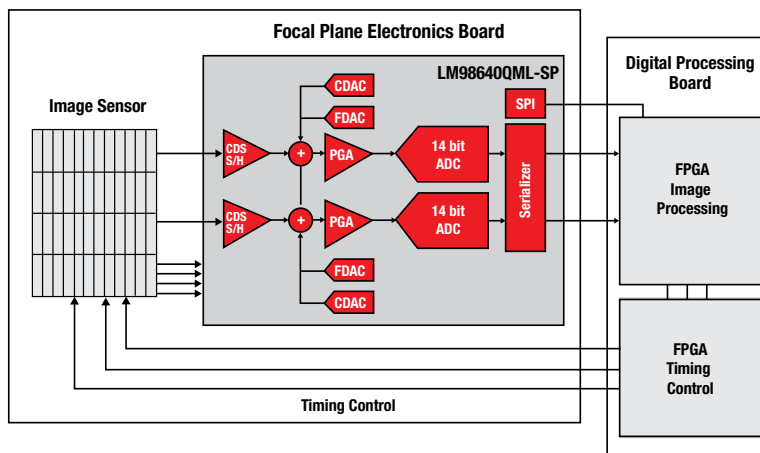 Focal Plane Electronics Board
LM98640QML-SP
Digital Processing
Board
Image Sensor
CDAC
FDAC
SPI
CDS
S/H
+
PGA
14 bit
ADC
Serializer
FPGA
Image
Processing
CDS
S/H
+
PGA
14 bit
ADC
FDAC
CDAC
FPGA
Timing
Control
Timing Control